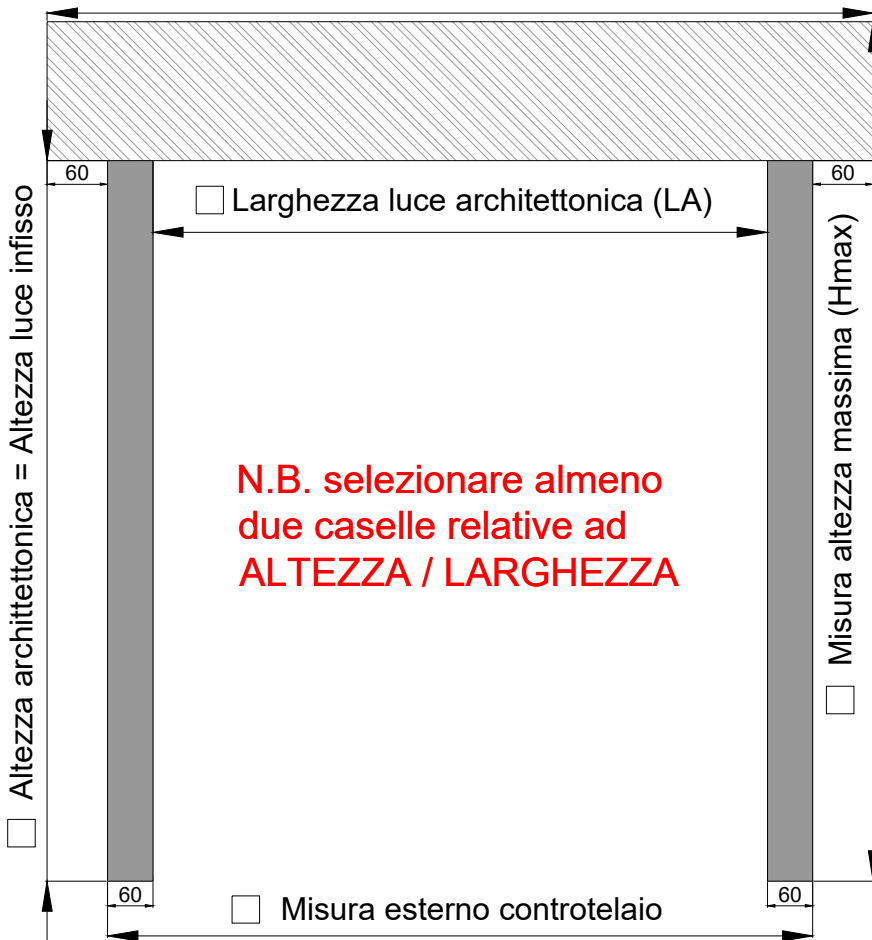 60
60
Larghezza luce architettonica (LA)
Altezza archittettonica = Altezza luce infisso
Misura altezza massima (Hmax)
N.B. selezionare almeno
due caselle relative ad
ALTEZZA / LARGHEZZA
60
60
Misura esterno controtelaio